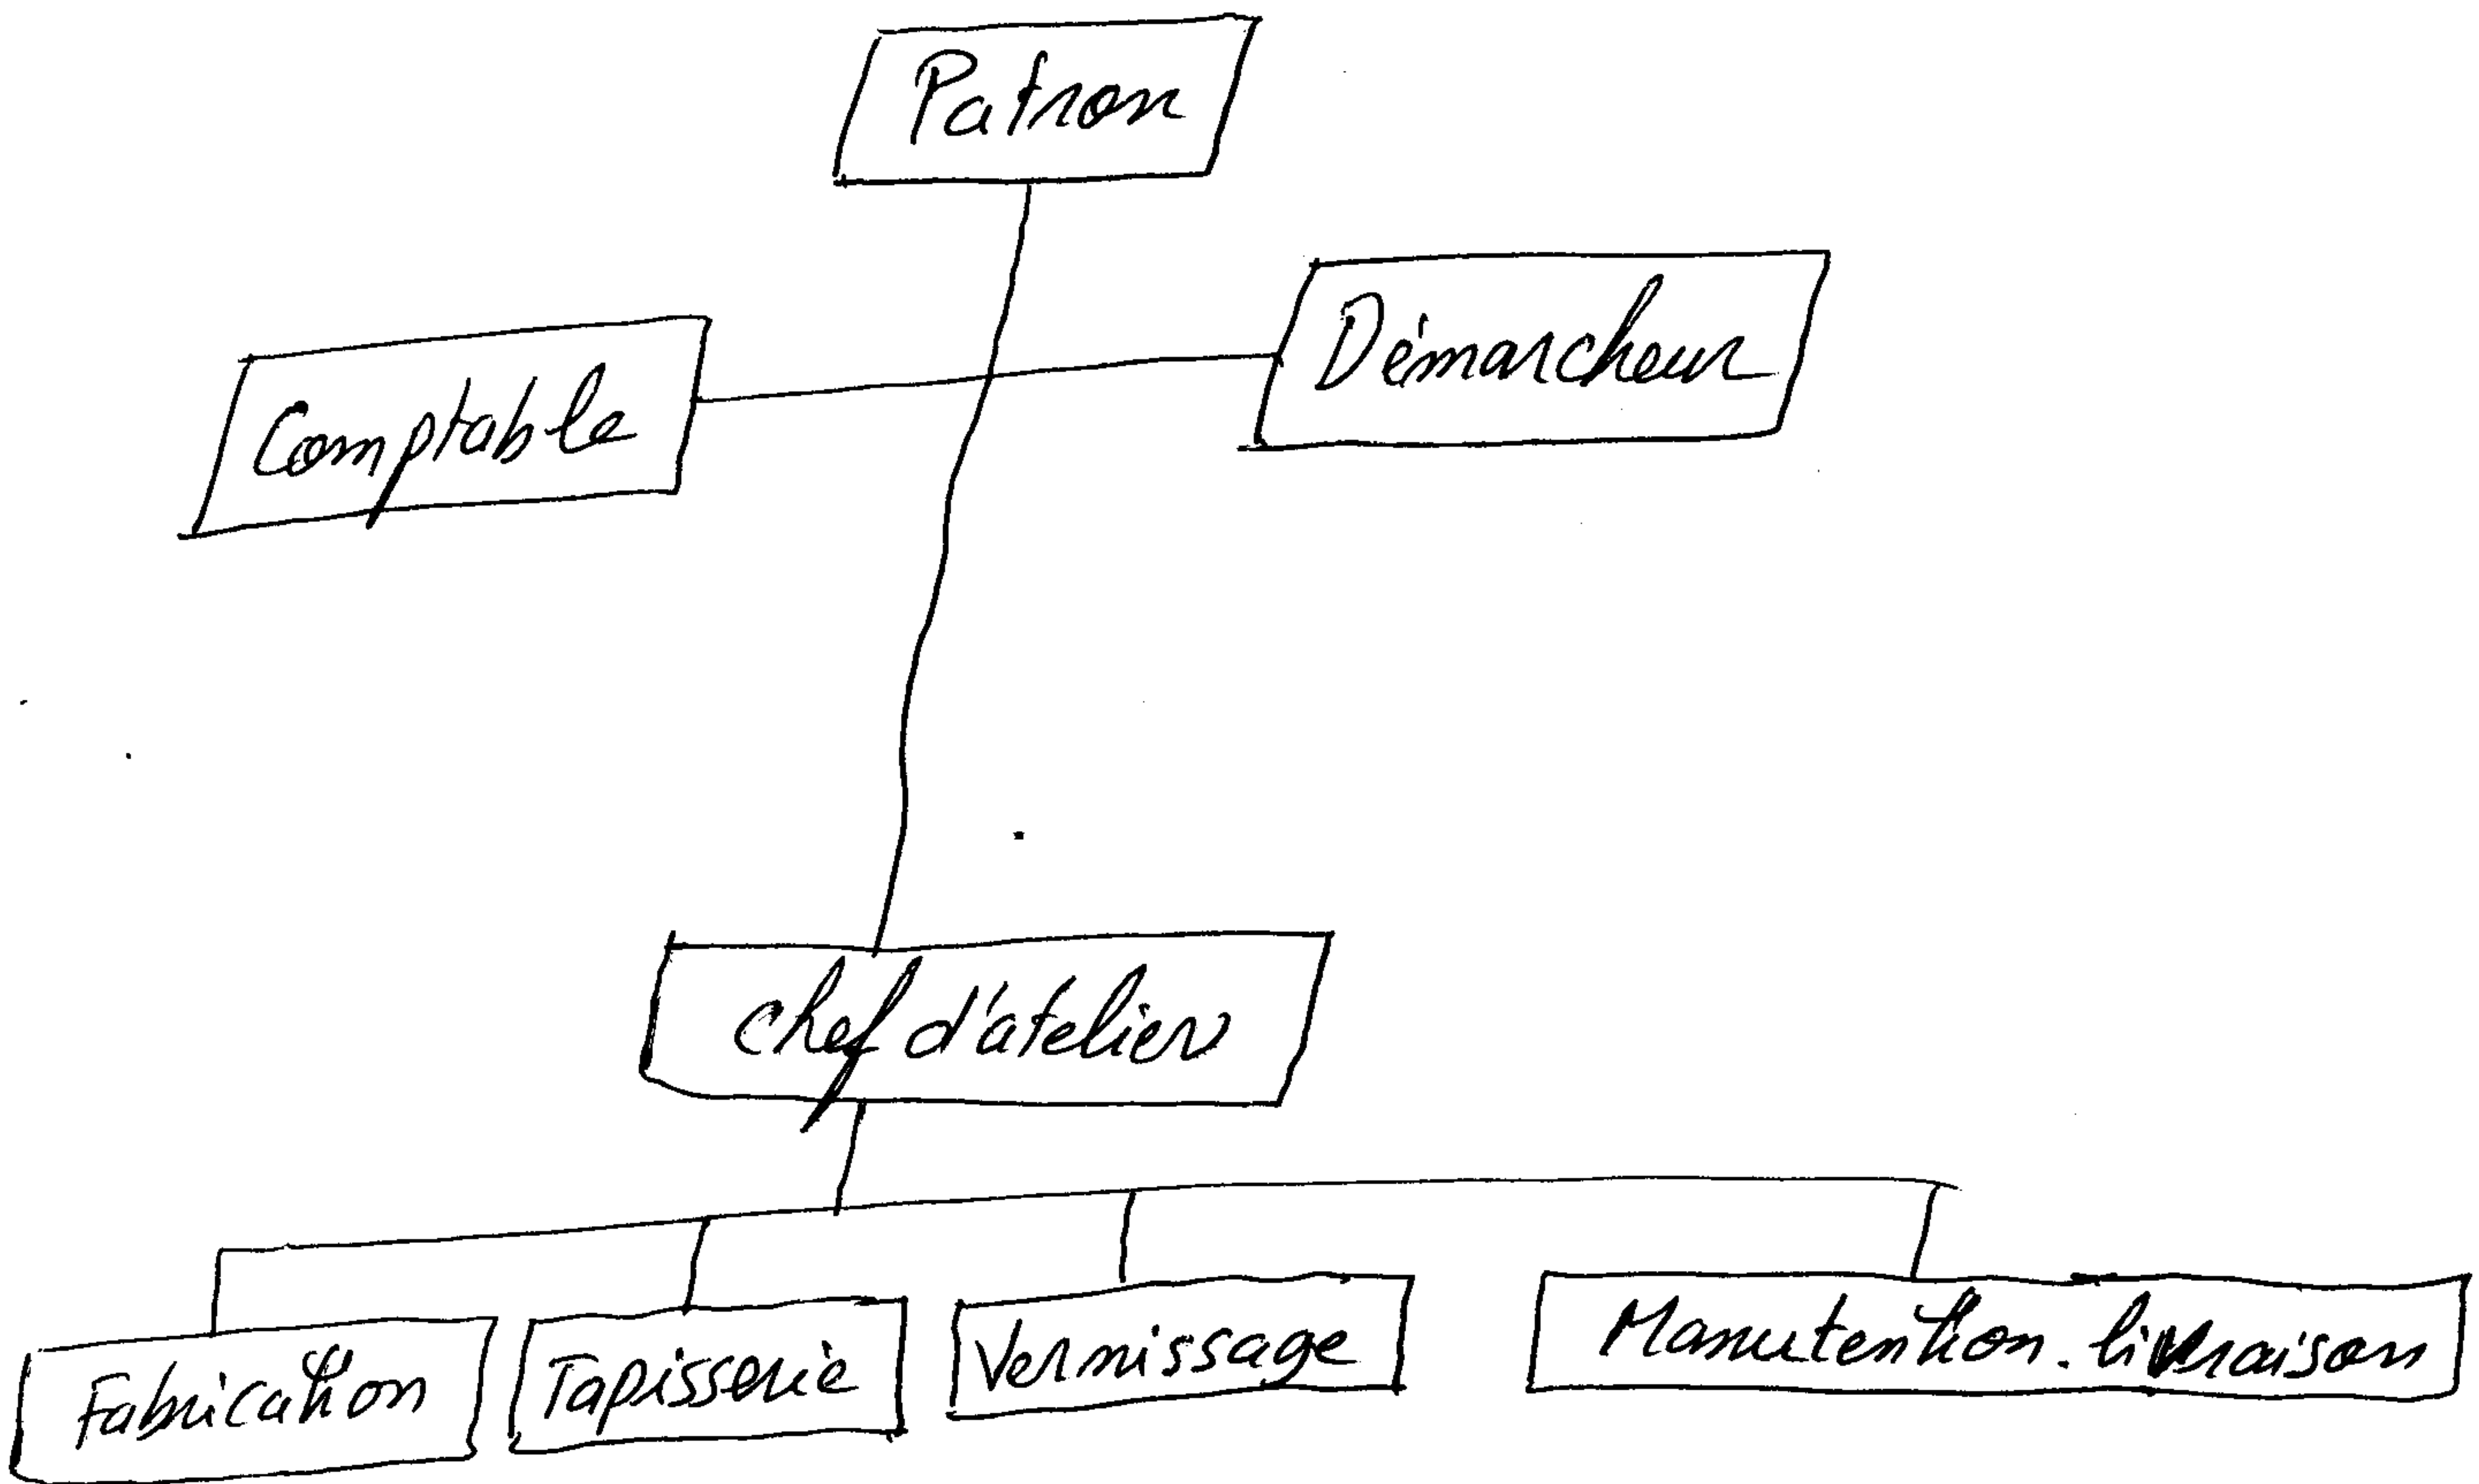 Patron
Démarcheur
Comptable
Chef d'atelier
Fabrication
Tapisserie
Vernissage
Manutention. livraison